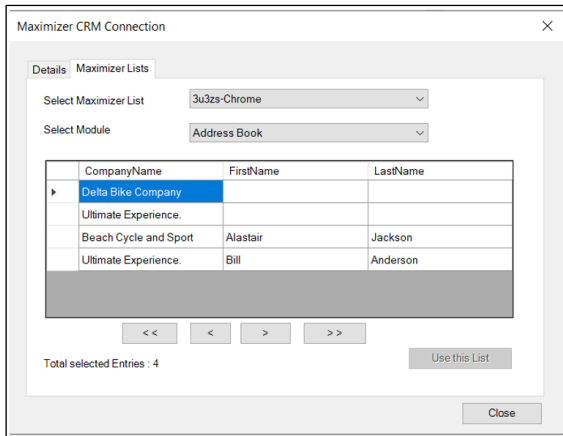 Maximizer CRM Connection
Details Maximizer Lists
Select Maximizer List 3u3zs-Chrome
Select Module Address Book
CompanyName FirstName LastName
Delta Bike Company
Ultimate Experience.
Beach Cycle and Sport Alastair Jackson
Ultimate Experience. Bill Anderson
<< < > >>
Total selected Entries : 4 Use this List
Close